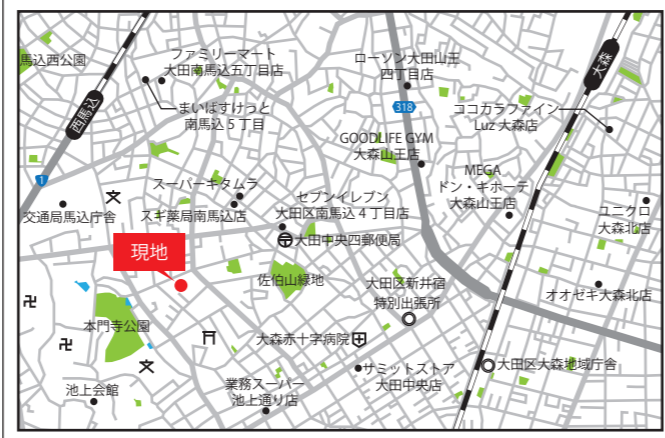 馬込西公園
ファミリーマート
大田南馬込五丁目店
ローソン大田山王
四丁目店
大森
西馬込
まいばすけっと
南馬込5丁目
318
ココカラファイン
Luz 大森店
GOODLIFE GYM
大森山王店
1
MEGA
ドン・キホーテ
大森山王店
スーパーキタムラ
スギ薬局南馬込店
交通局馬込庁舎
文
セブンイレブン
大田区南馬込4丁目店
ユニクロ
大森北店
大田中央四郵便局
現地
佐伯山緑地
大田区新井宿
特別出張所
オオゼキ大森北店
卍
卍
本門寺公園
大森赤十字病院
文
サミットストア
大田中央店
大田区大森地域庁舎
池上会館
業務スーパー
池上通り店